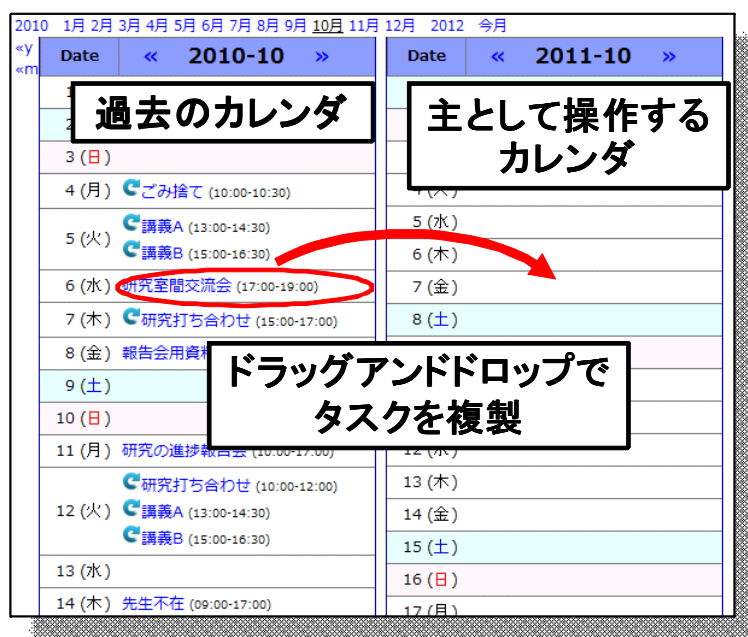 2010 1月 2月 3月 4月 5月 6月 7月 8月 9月 10月 11月 12月 2012 今月
«y
«m
Date « 2010-10 »
過去のカレンダ
3 (日)
4 (月) ごみ捨て (10:00-10:30)
5 (火) 講義A (13:00-14:30)
講義B (15:00-16:30)
6 (水) 研究室間交流会 (17:00-19:00)
7 (木) 研究打ち合わせ (15:00-17:00)
8 (金) 報告会用資
9 (土)
10 (日)
11 (月) 研究の進捗報告会 (10:00-17:00)
12 (火) 研究打ち合わせ (10:00-12:00)
講義A (13:00-14:30)
講義B (15:00-16:30)
13 (水)
14 (木) 先生不在 (09:00-17:00)
Date « 2011-10 »
主として操作する
カレンダ
5 (水)
6 (木)
7 (金)
8 (土)
ドラッグアンドドロップで
タスクを複製
12 (水)
13 (木)
14 (金)
15 (土)
16 (日)
17 (月)